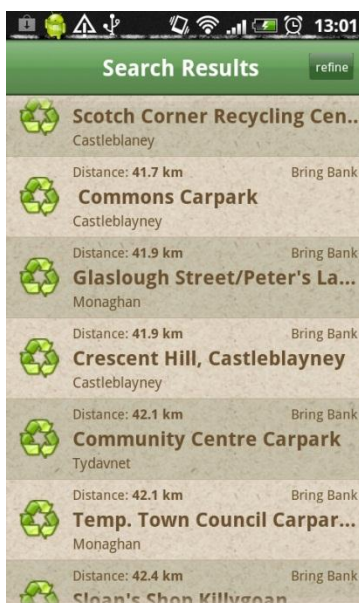 13:01
Search Results
refine
Scotch Corner Recycling Cen..
Castleblaney
Distance: 41.7 km Bring Bank
Commons Carpark
Castleblayney
Distance: 41.9 km Bring Bank
Glaslough Street/Peter's La...
Monaghan
Distance: 41.9 km Bring Bank
Crescent Hill, Castleblayney
Castleblayney
Distance: 42.1 km Bring Bank
Community Centre Carpark
Tydavnet
Distance: 42.1 km Bring Bank
Temp. Town Council Carpar...
Monaghan
Distance: 42.4 km Bring Bank
Sloan's Shop Killygoan